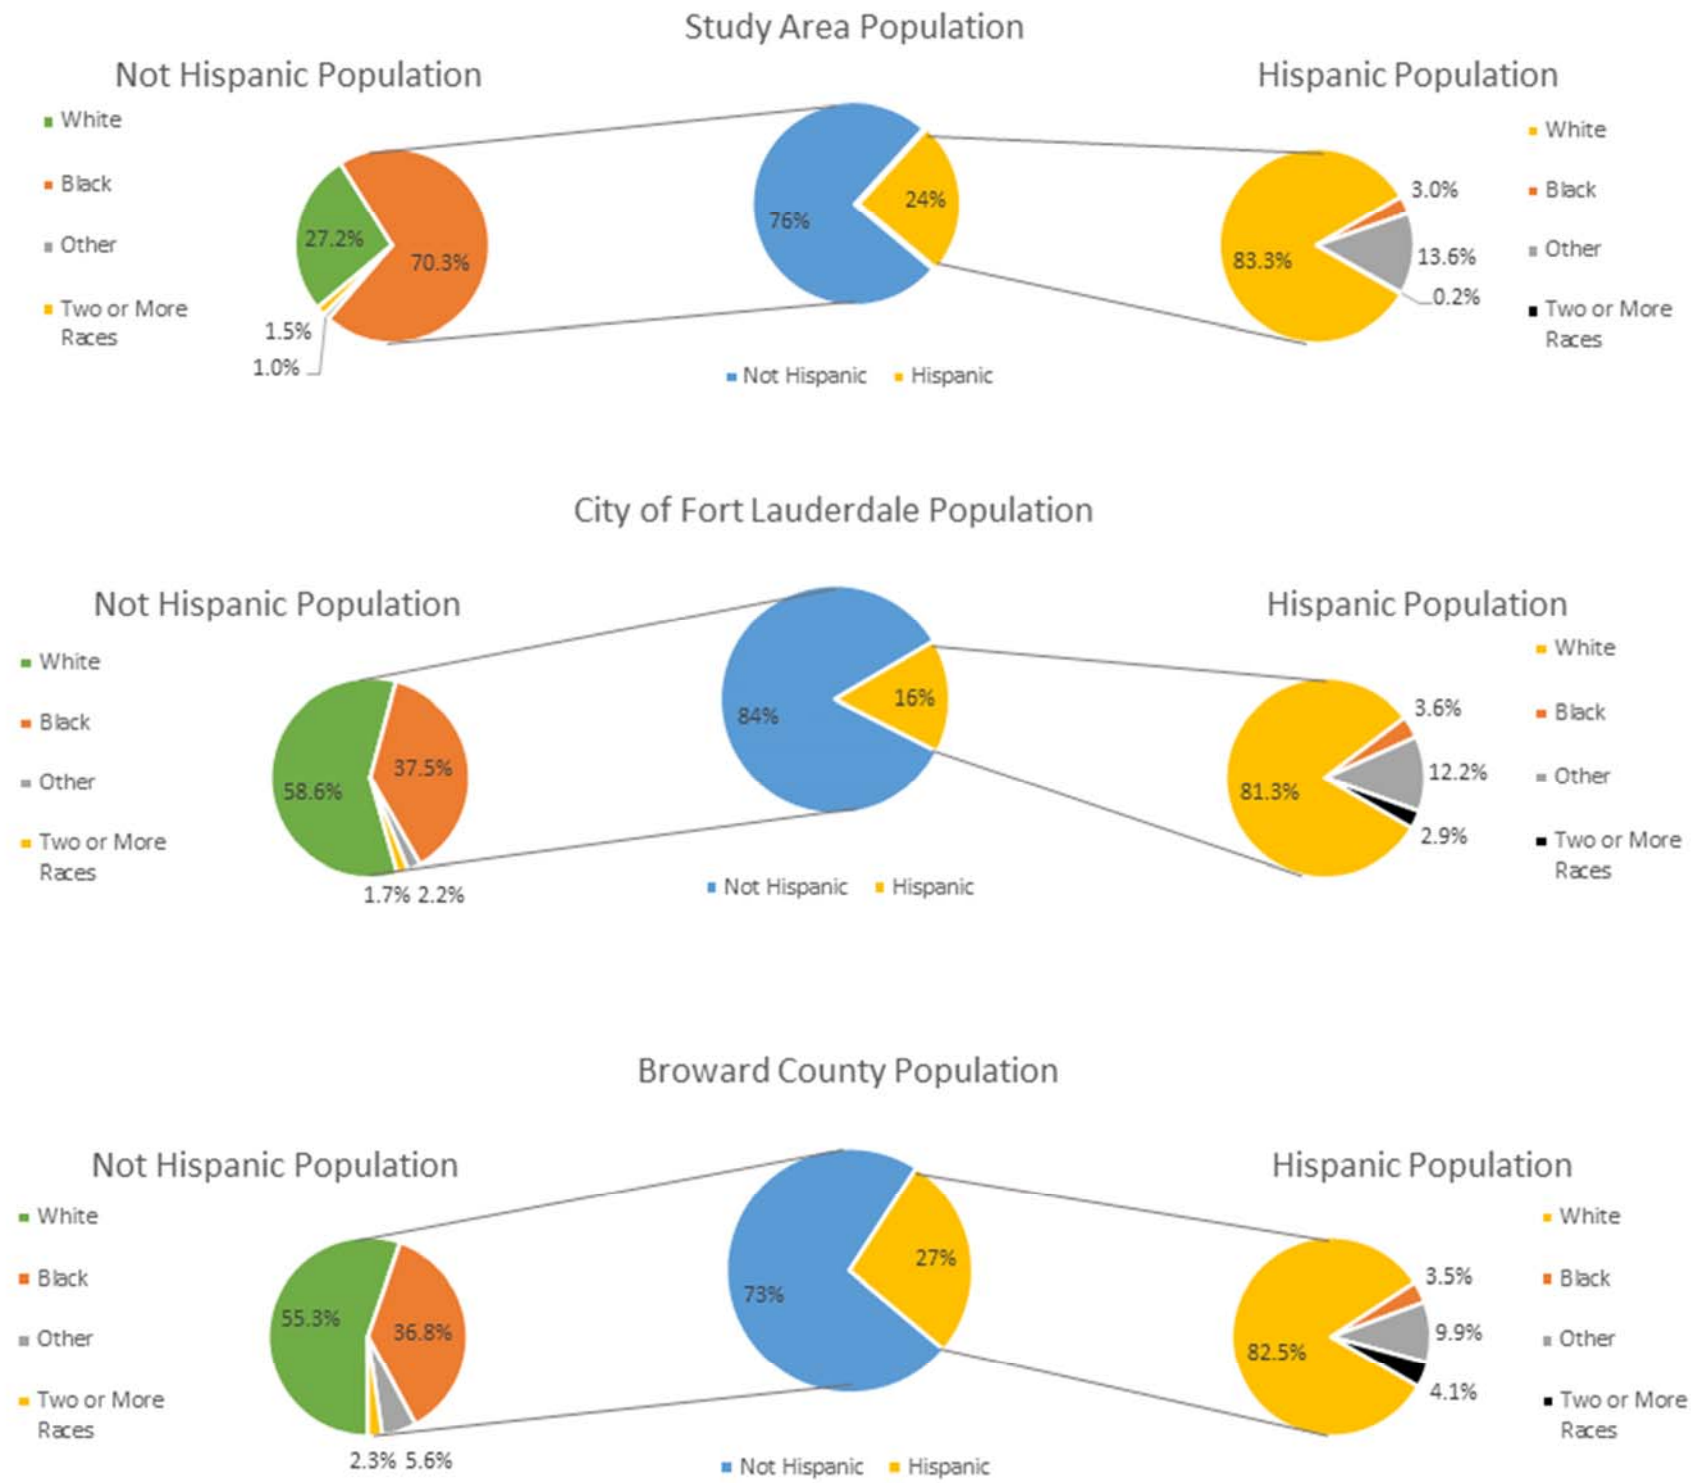 Study Area Population
Not Hispanic Population
White
Black
Other
Two or More
Races
27.2%
70.3%
1.5%
1.0%
76%
24%
Not Hispanic
Hispanic
Hispanic Population
83.3%
3.0%
13.6%
0.2%
White
Black
Other
Two or More
Races
City of Fort Lauderdale Population
Not Hispanic Population
White
Black
Other
Two or More
Races
58.6%
37.5%
1.7% 2.2%
84%
16%
Not Hispanic
Hispanic
Hispanic Population
81.3%
3.6%
12.2%
2.9%
White
Black
Other
Two or More
Races
Broward County Population
Not Hispanic Population
White
Black
Other
Two or More
Races
55.3%
36.8%
2.3% 5.6%
73%
27%
Not Hispanic
Hispanic
Hispanic Population
82.5%
3.5%
9.9%
4.1%
White
Black
Other
Two or More
Races